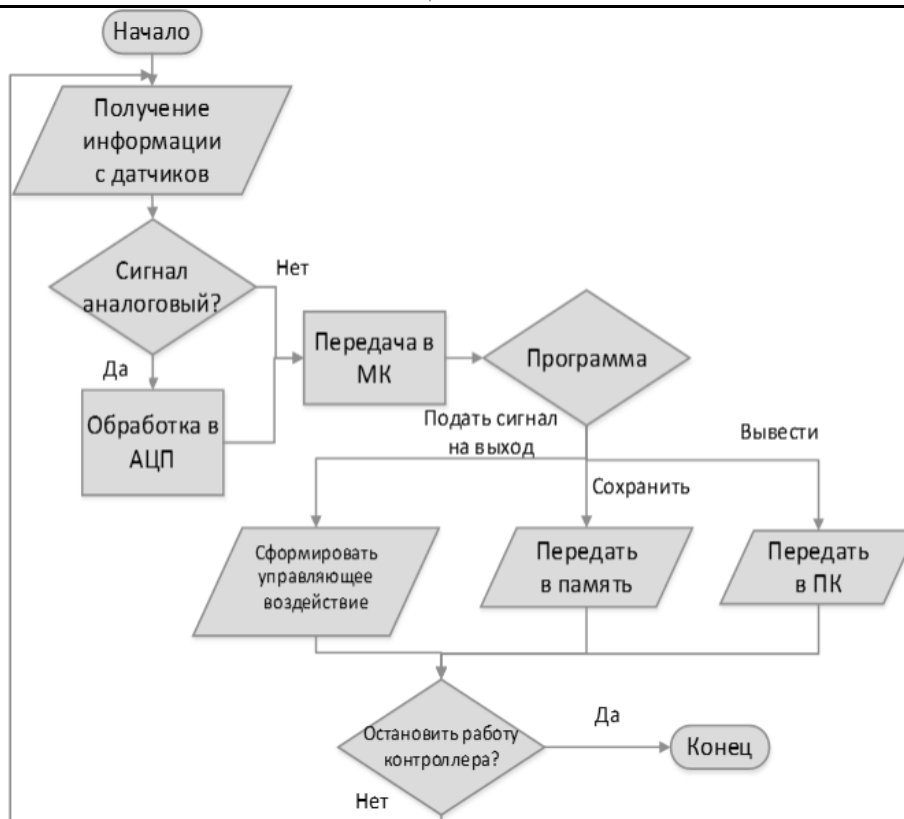 Начало
Получение
информации
с датчиков
Сигнал
аналоговый?
Нет
Да
Обработка в
АЦП
Передача в
МК
Программа
Подать сигнал
на выход
Сохранить
Вывести
Сформировать
управляющее
воздействие
Передать
в память
Передать
в ПК
Остановить работу
контроллера?
Да
Конец
Нет